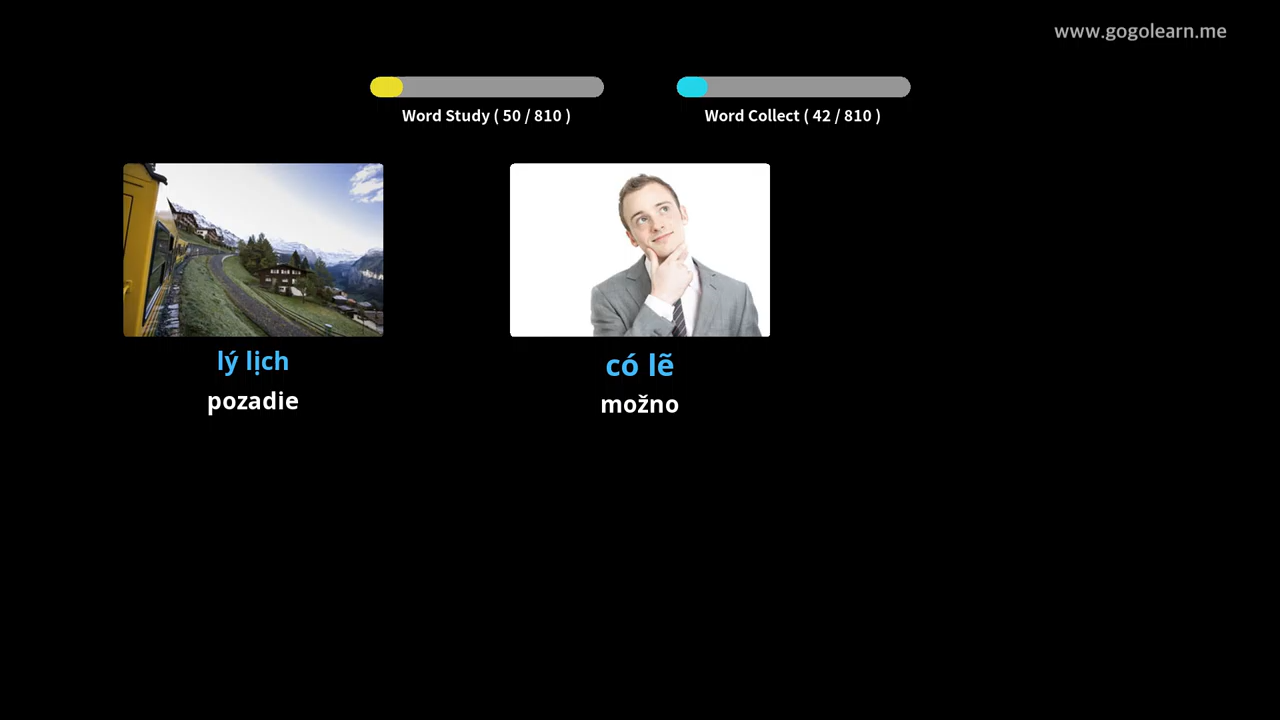 www.gogolearn.me
Word Study ( 50 / 810 )
Word Collect ( 42 / 810 )
lý lịch
pozadie
có lẽ
možno